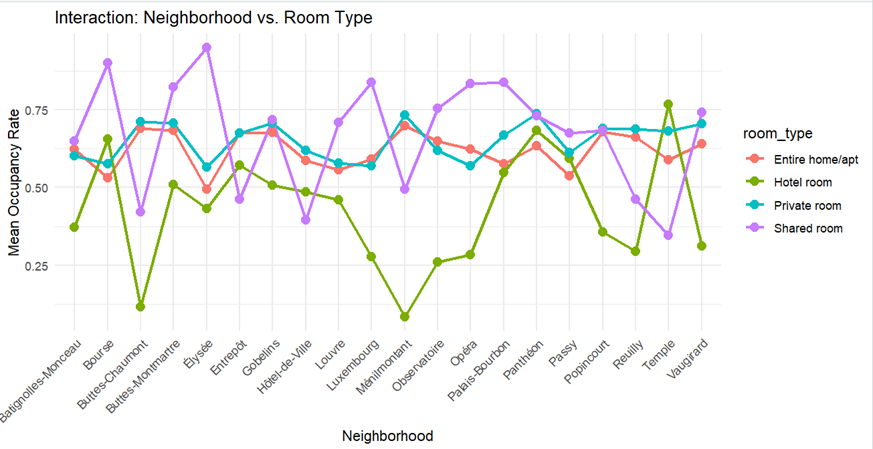 Interaction: Neighborhood vs. Room Type
Mean Occupancy Rate
0.75
0.50
0.25
Batignolles-Monceau
Bourse
Buttes-Chaumont
Buttes-Montmartre
Élysée
Entrepôt
Gobelins
Hôtel-de-Ville
Louvre
Luxembourg
Ménilmontant
Observatoire
Opéra
Palais-Bourbon
Panthéon
Passy
Popincourt
Reuilly
Temple
Vaugirard
Neighborhood
room_type
Entire home/apt
Hotel room
Private room
Shared room